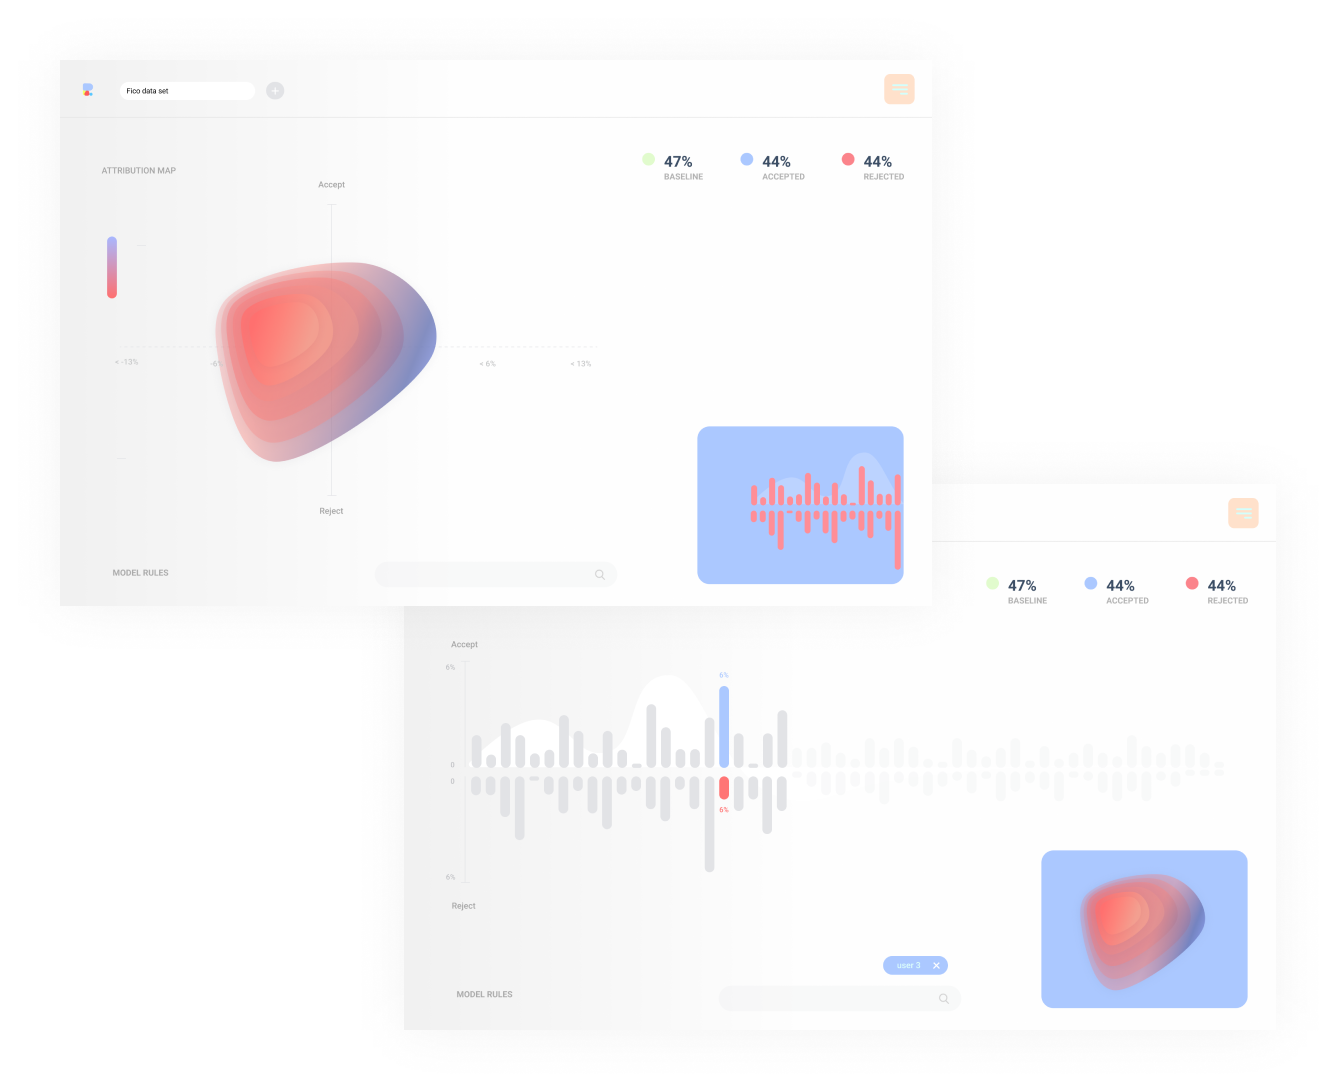 Fico data set
47%
BASELINE
44%
ACCEPTED
44%
REJECTED
ATTRIBUTION MAP
Accept
< -13%
-6%
< 6%
< 13%
Reject
MODEL RULES
47%
BASELINE
44%
ACCEPTED
44%
REJECTED
Accept
6%
6%
0
0
6%
6%
Reject
user 3
MODEL RULES